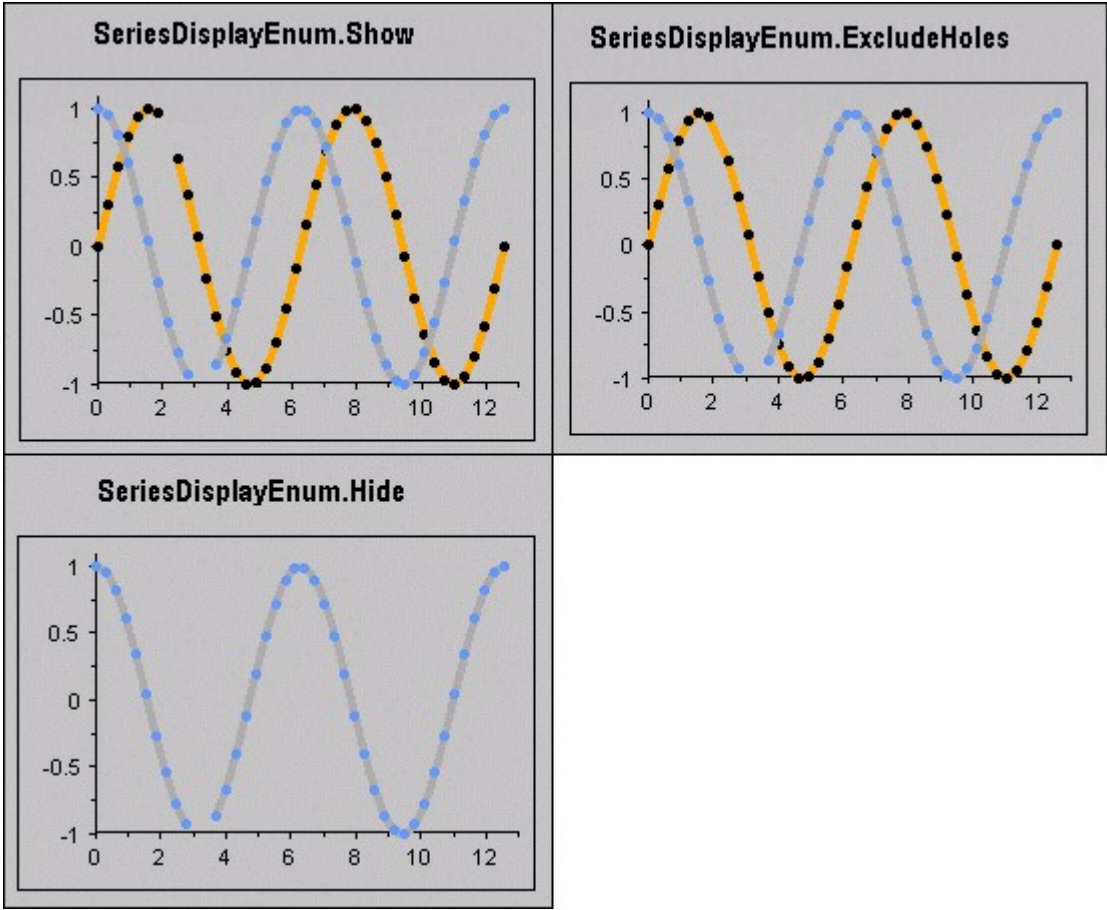 SeriesDisplayEnum.Show
1
0.5
0
-0.5
-1
0 2 4 6 8 10 12
SeriesDisplayEnum.ExcludeHoles
1
0.5
0
-0.5
-1
0 2 4 6 8 10 12
SeriesDisplayEnum.Hide
1
0.5
0
-0.5
-1
0 2 4 6 8 10 12